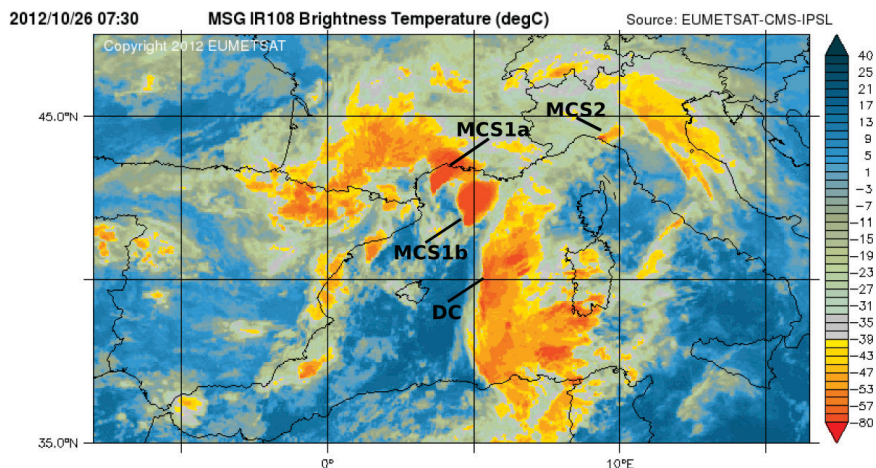 2012/10/26 07:30 MSG IR108 Brightness Temperature (degC) Source: EUMETSAT-CMS-IPSL
Copyright 2012 EUMETSAT
40
25
21
17
13
9
5
1
−3
−7
−11
−15
−19
−23
−27
−31
−35
−39
−43
−47
−53
−57
−80
45.0°N
MCS2
MCS1a
MCS1b
DC
35.0°N
0°
10°E